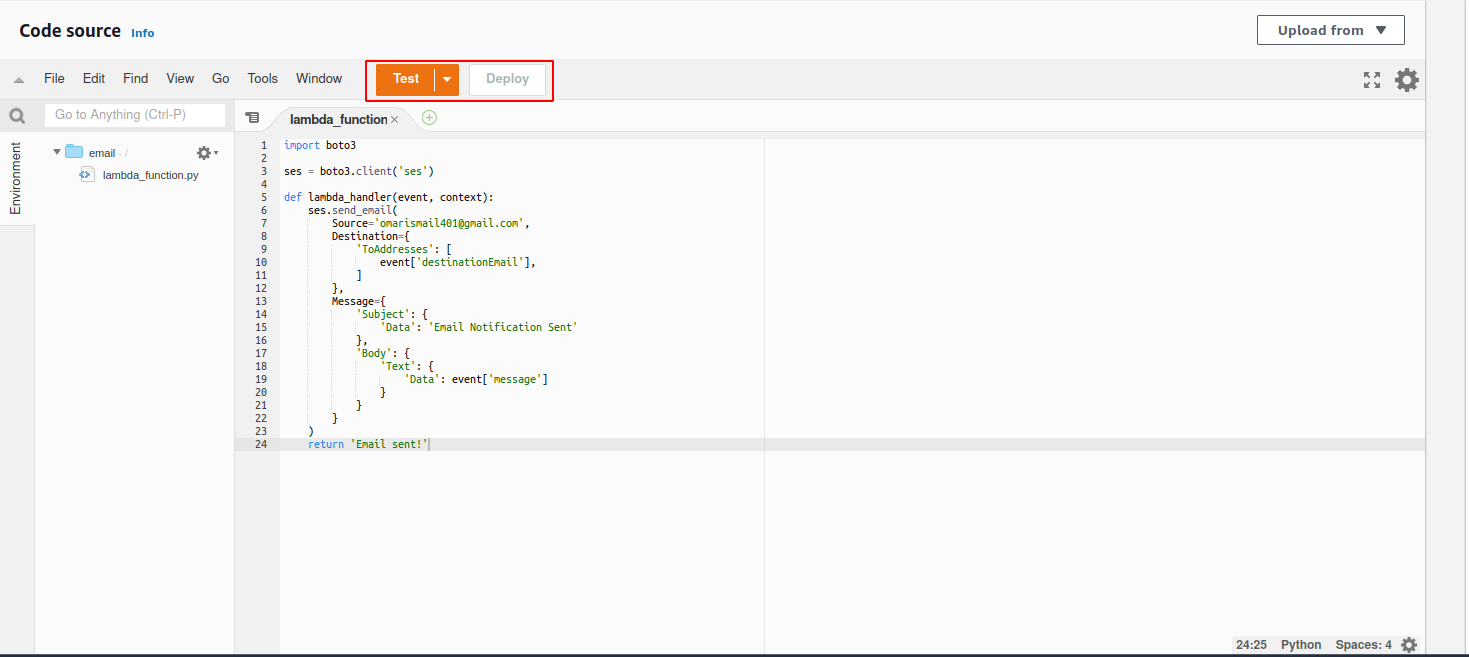 Code source Info
Upload from
File Edit Find View Go Tools Window Test Deploy
Go to Anything (Ctrl-P)
lambda_function
Environment
email - /
lambda_function.py
1 import boto3
2
3 ses = boto3.client('ses')
4
5 def lambda_handler(event, context):
6     ses.send_email(
7         Source='omarismail401@gmail.com',
8         Destination={
9             'ToAddresses': [
10                 event['destinationEmail'],
11             ]
12         },
13         Message={
14             'Subject': {
15                 'Data': 'Email Notification Sent'
16             },
17             'Body': {
18                 'Text': {
19                     'Data': event['message']
20                 }
21             }
22         }
23     )
24     return 'Email sent!'
24:25 Python Spaces: 4